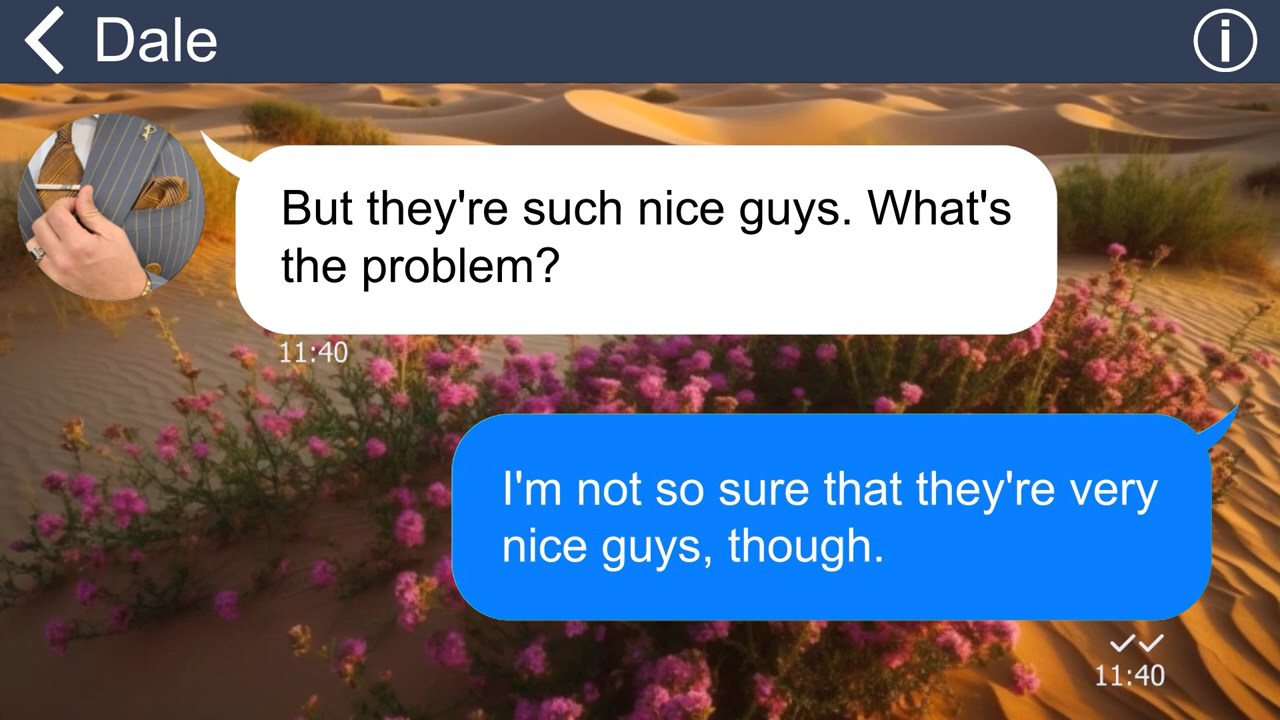 Dale
But they're such nice guys. What's
the problem?
11:40
I'm not so sure that they're very
nice guys, though.
11:40